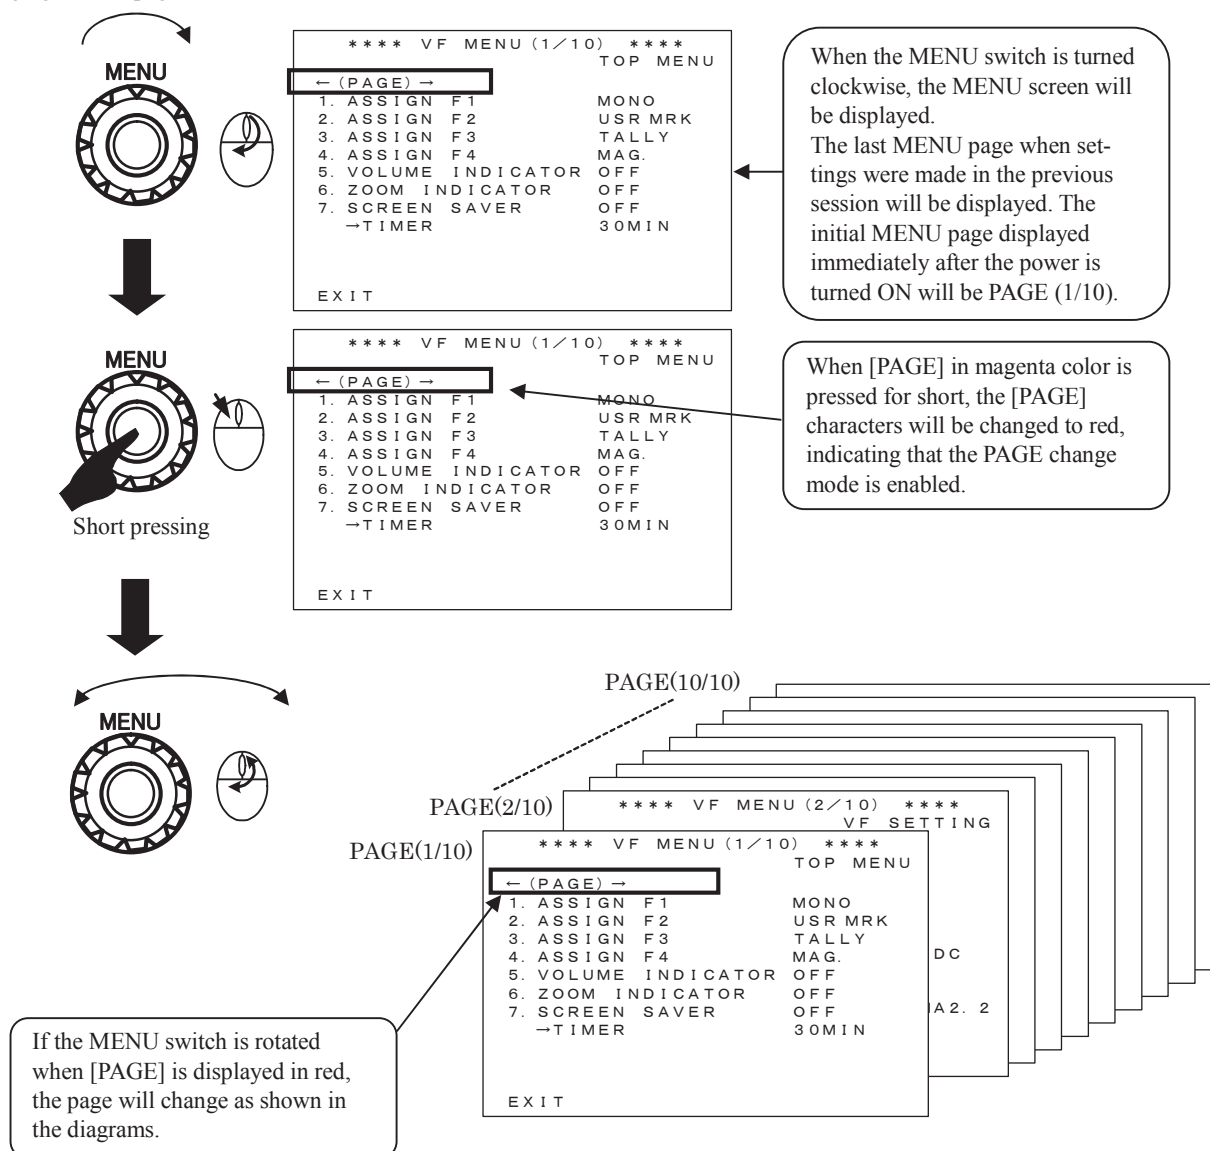 MENU
**** VF MENU(1/10) ****
TOP MENU
←(PAGE)→
1. ASSIGN F1 MONO
2. ASSIGN F2 USR MRK
3. ASSIGN F3 TALLY
4. ASSIGN F4 MAG.
5. VOLUME INDICATOR OFF
6. ZOOM INDICATOR OFF
7. SCREEN SAVER OFF
→TIMER 30MIN
EXIT
When the MENU switch is turned
clockwise, the MENU screen will
be displayed.
The last MENU page when set-
tings were made in the previous
session will be displayed. The
initial MENU page displayed
immediately after the power is
turned ON will be PAGE (1/10).
MENU
Short pressing
**** VF MENU(1/10) ****
TOP MENU
←(PAGE)→
1. ASSIGN F1 MONO
2. ASSIGN F2 USR MRK
3. ASSIGN F3 TALLY
4. ASSIGN F4 MAG.
5. VOLUME INDICATOR OFF
6. ZOOM INDICATOR OFF
7. SCREEN SAVER OFF
→TIMER 30MIN
EXIT
When [PAGE] in magenta color is
pressed for short, the [PAGE]
characters will be changed to red,
indicating that the PAGE change
mode is enabled.
MENU
PAGE(10/10)
PAGE(2/10)
**** VF MENU(2/10) ****
VF SETTING
DC
A2. 2
PAGE(1/10)
**** VF MENU(1/10) ****
TOP MENU
←(PAGE)→
1. ASSIGN F1 MONO
2. ASSIGN F2 USR MRK
3. ASSIGN F3 TALLY
4. ASSIGN F4 MAG.
5. VOLUME INDICATOR OFF
6. ZOOM INDICATOR OFF
7. SCREEN SAVER OFF
→TIMER 30MIN
EXIT
If the MENU switch is rotated
when [PAGE] is displayed in red,
the page will change as shown in
the diagrams.